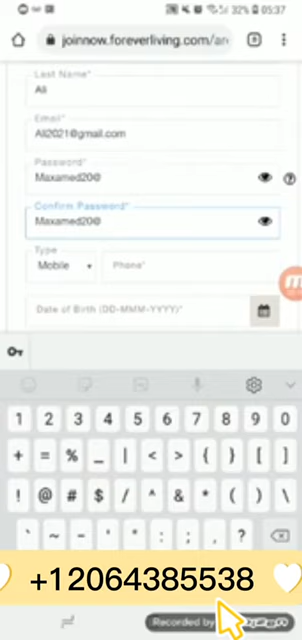 32% 05:37
joinnow.foreverliving.com/are
Last Name*
Ali
Email*
Ali2021@gmail.com
Password*
Maxamed20@
Confirm Password*
Maxamed20@
Type
Mobile
Phone*
Date of Birth (DD-MMM-YYYY)*
1 2 3 4 5 6 7 8 9 0
+ = % _ | < > { } [ ]
! @ # $ / ^ & * ( ) \
` ~ - ' " : ; , ?
+12064385538
Recorded by